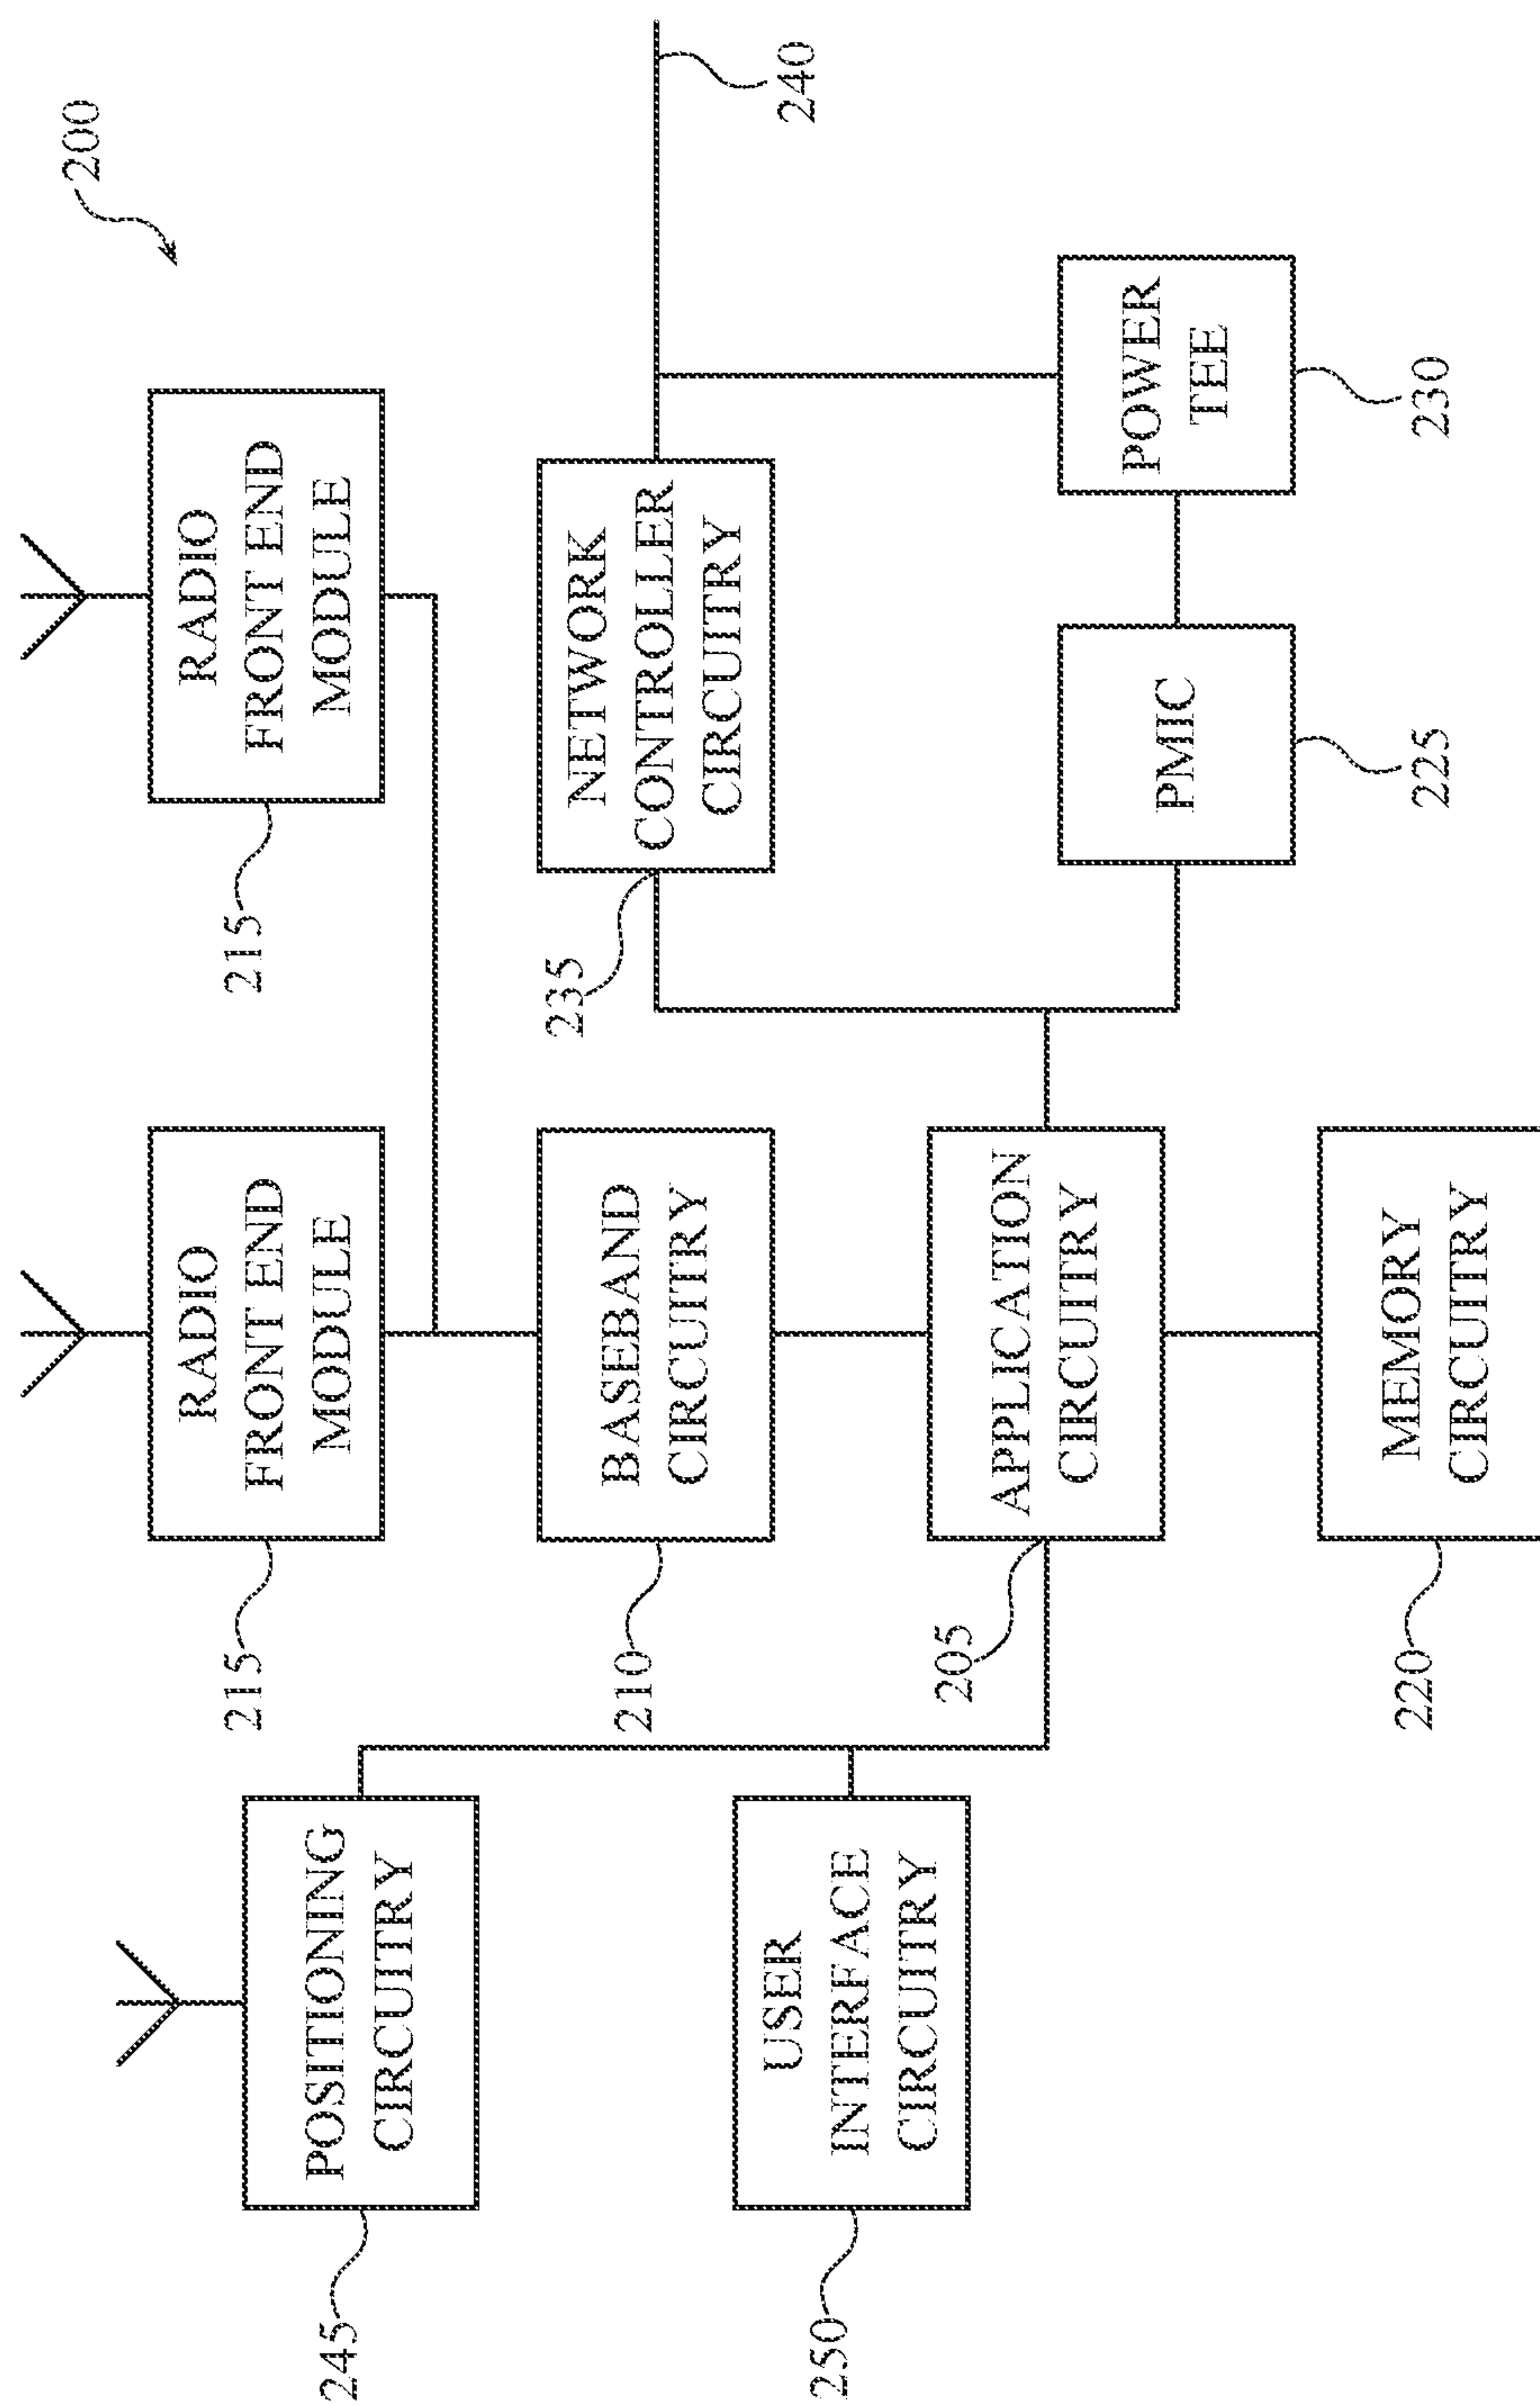 200
RADIO
FRONT END
MODULE
215
RADIO
FRONT END
MODULE
215
POSITIONING
CIRCUITRY
245
BASEBAND
CIRCUITRY
210
NETWORK
CONTROLLER
CIRCUITRY
235
240
USER
INTERFACE
CIRCUITRY
250
APPLICATION
CIRCUITRY
205
PMIC
225
POWER
TEE
230
MEMORY
CIRCUITRY
220